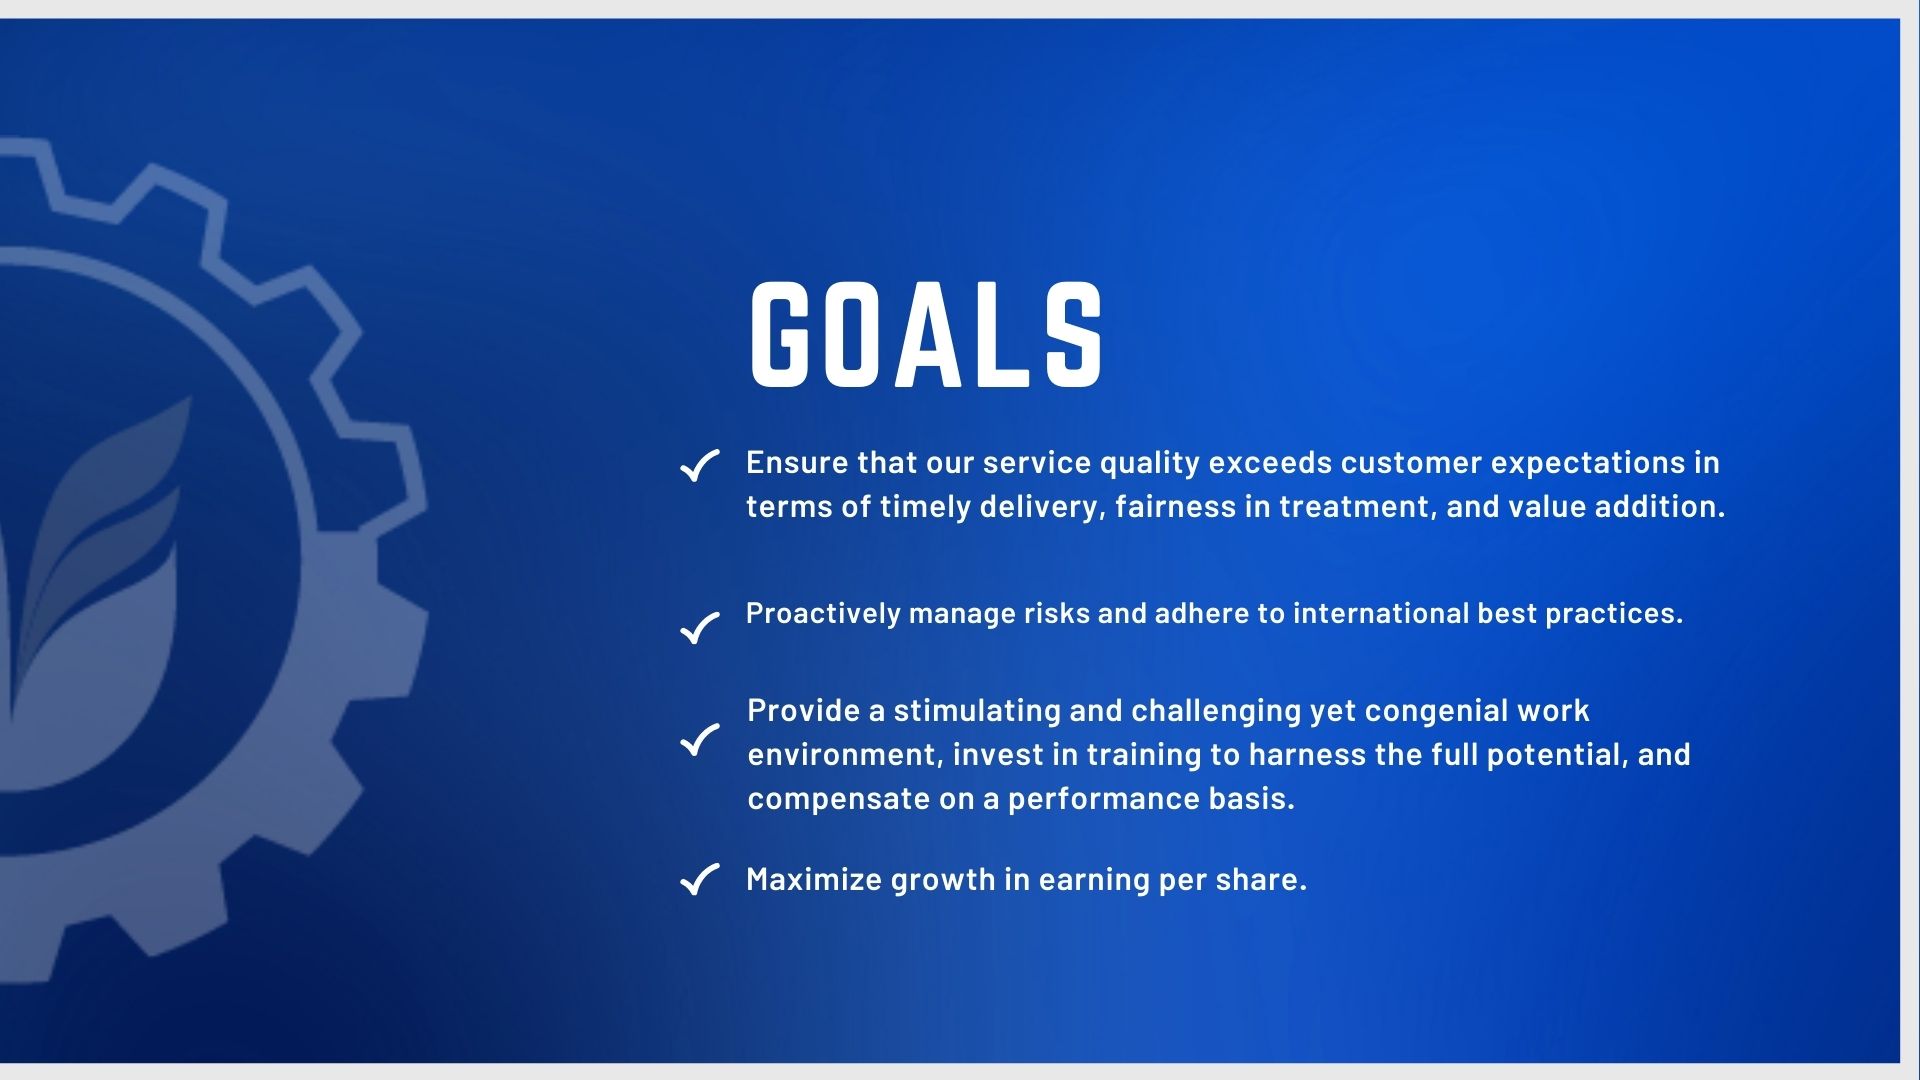 GOALS
Ensure that our service quality exceeds customer expectations in
terms of timely delivery, fairness in treatment, and value addition.
Proactively manage risks and adhere to international best practices.
Provide a stimulating and challenging yet congenial work
environment, invest in training to harness the full potential, and
compensate on a performance basis.
Maximize growth in earning per share.